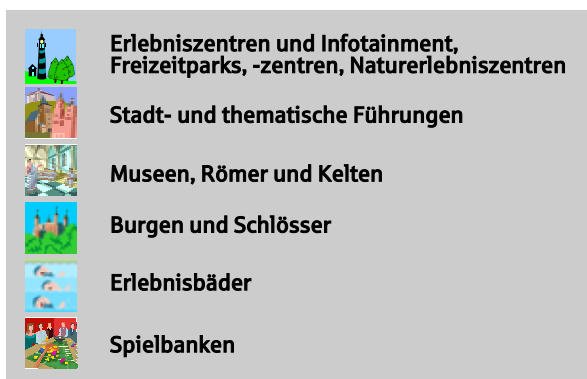 Erlebniszentren und Infotainment,
Freizeitparks, -zentren, Naturerlebniszentren
Stadt- und thematische Führungen
Museen, Römer und Kelten
Burgen und Schlösser
Erlebnisbäder
Spielbanken